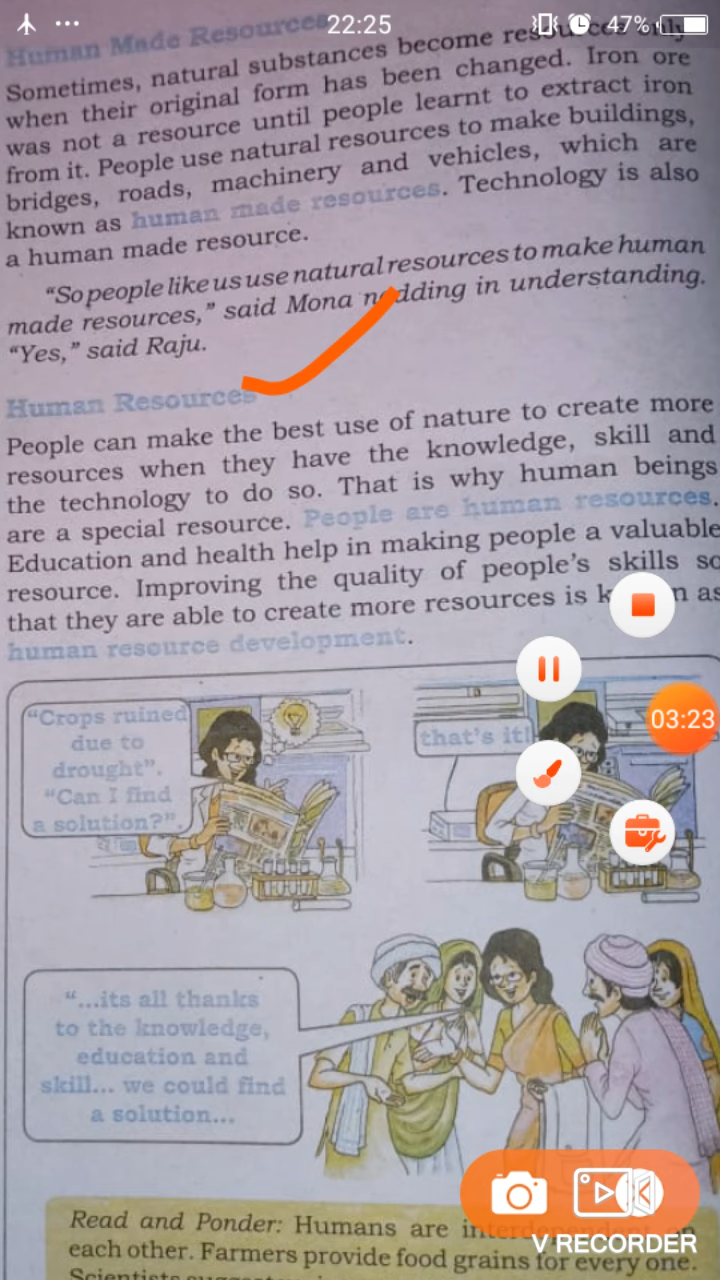 22:25
47%
Human Made Resources
Sometimes, natural substances become resources only
when their original form has been changed. Iron ore
was not a resource until people learnt to extract iron
from it. People use natural resources to make buildings,
bridges, roads, machinery and vehicles, which are
known as human made resources. Technology is also
a human made resource.
“So people like us use natural resources to make human
made resources,” said Mona nodding in understanding.
“Yes,” said Raju.
Human Resources
People can make the best use of nature to create more
resources when they have the knowledge, skill and
the technology to do so. That is why human beings
are a special resource. People are human resources.
Education and health help in making people a valuable
resource. Improving the quality of people’s skills so
that they are able to create more resources is known as
human resource development.
03:23
“Crops ruined
due to
drought”.
“Can I find
a solution?”.
that’s it!
“...its all thanks
to the knowledge,
education and
skill... we could find
a solution...
Read and Ponder: Humans are interdependent on
each other. Farmers provide food grains for every one.
V RECORDER
Scientists